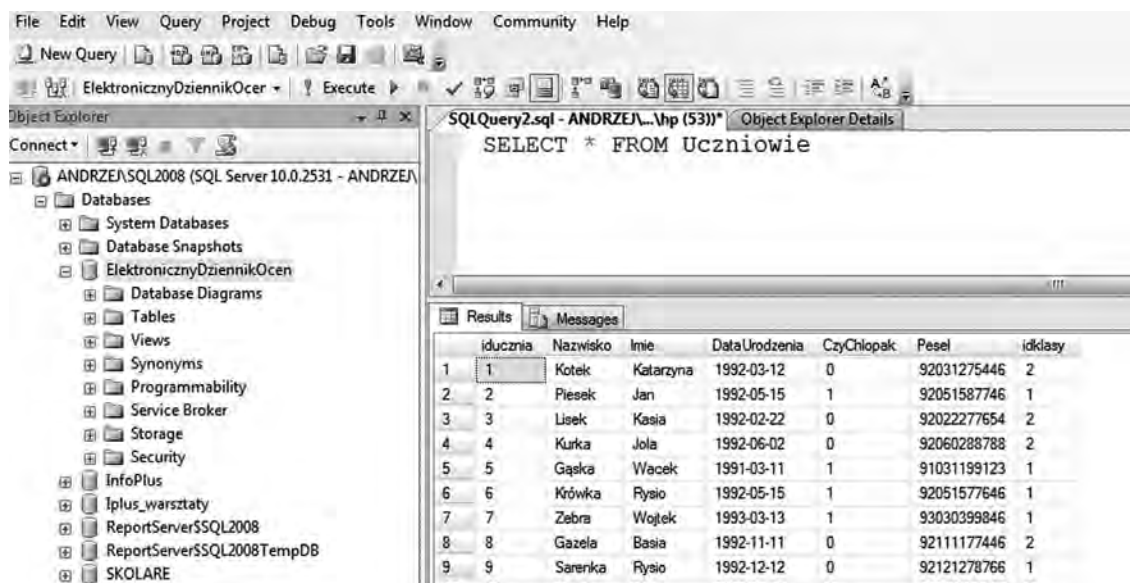 File Edit View Query Project Debug Tools Window Community Help
New Query
ElektronicznyDziennikOcer Execute
Object Explorer
Connect
ANDRZEJ\SQL2008 (SQL Server 10.0.2531 - ANDRZEJ\
Databases
System Databases
Database Snapshots
ElektronicznyDziennikOcen
Database Diagrams
Tables
Views
Synonyms
Programmability
Service Broker
Storage
Security
InfoPlus
Iplus_warsztaty
ReportServer$SQL2008
ReportServer$SQL2008TempDB
SKOLARE
SQLQuery2.sql - ANDRZEJ\...\hp (53))* Object Explorer Details
SELECT * FROM Uczniowie
Results Messages
iducznia Nazwisko Imie DataUrodzenia CzyChlopak Pesel idklasy
1 1 Kotek Katarzyna 1992-03-12 0 92031275446 2
2 2 Piesek Jan 1992-05-15 1 92051587746 1
3 3 Lisek Kasia 1992-02-22 0 92022277654 2
4 4 Kurka Jola 1992-06-02 0 92060288788 2
5 5 Gąska Wacek 1991-03-11 1 91031199123 1
6 6 Krówka Rysio 1992-05-15 1 92051577646 1
7 7 Zebra Wojtek 1993-03-13 1 93030399846 1
8 8 Gazela Basia 1992-11-11 0 92111177446 2
9 9 Sarenka Rysio 1992-12-12 0 92121278766 1